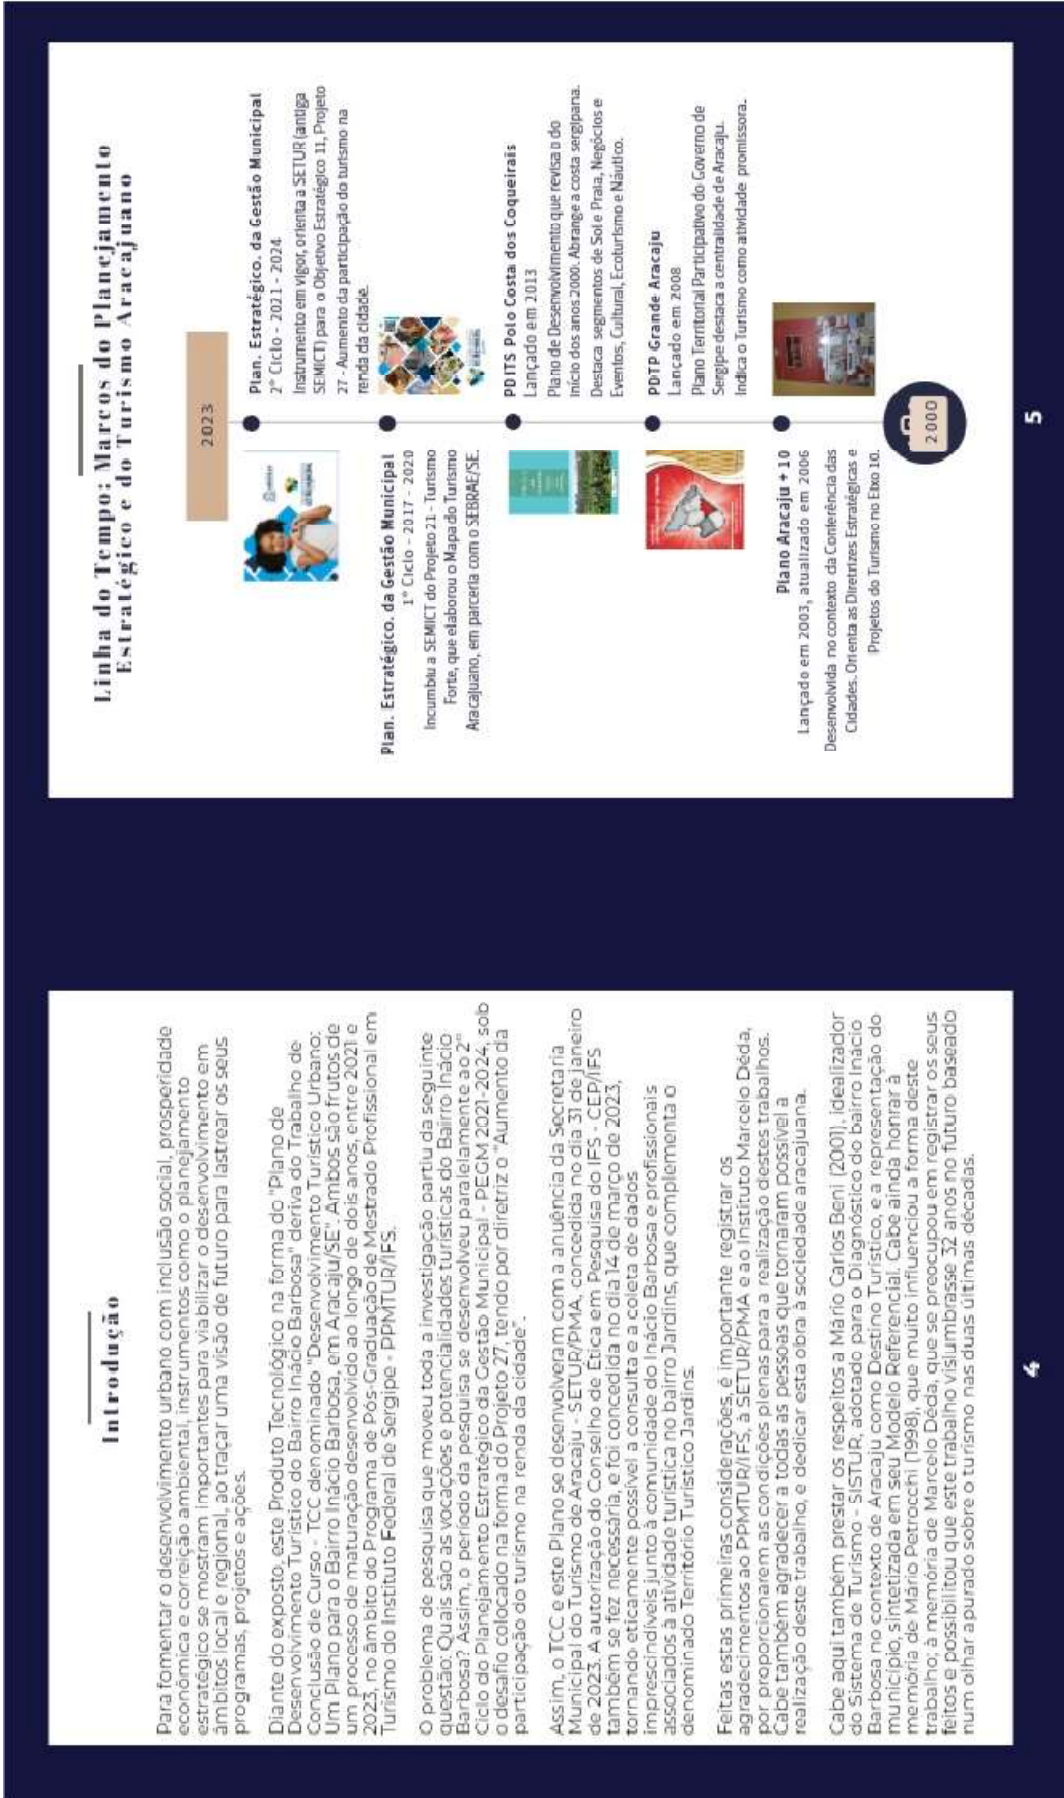 Introdução
Para fomentar o desenvolvimento urbano com inclusão social, prosperidade
econômica e correição ambiental, instrumentos como o planejamento
estratégico se mostram importantes para viabilizar o desenvolvimento em
âmbitos local e regional, ao traçar uma visão de futuro para lastrear os seus
programas, projetos e ações.
Diante do exposto, este Produto Tecnológico na forma do "Plano de
Desenvolvimento Turístico do Bairro Inácio Barbosa" deriva do Trabalho de
Conclusão de Curso - TCC denominado "Desenvolvimento Turístico Urbano:
Um Plano para o Bairro Inácio Barbosa, em Aracaju/SE". Ambos são frutos de
um processo de maturação desenvolvido ao longo de dois anos, entre 2021 e
2023, no âmbito do Programa de Pós-Graduação de Mestrado Profissional em
Turismo do Instituto Federal de Sergipe - PPMTUR/IFS.
O problema de pesquisa que moveu toda a investigação partiu da seguinte
questão: Quais são as vocações e potencialidades turísticas do Bairro Inácio
Barbosa? Assim, o período da pesquisa se desenvolveu paralelamente ao 2º
Ciclo do Planejamento Estratégico da Gestão Municipal - PEGM 2021-2024, sob
o desafio colocado na forma do Projeto 27, tendo por diretriz o "Aumento da
participação do turismo na renda da cidade".
Assim, o TCC e este Plano se desenvolveram com a anuência da Secretaria
Municipal do Turismo de Aracaju - SETUR/PMA, concedida no dia 31 de janeiro
de 2023. A autorização do Conselho de Ética em Pesquisa do IFS - CEP/IFS
também se fez necessária, e foi concedida no dia 14 de março de 2023,
tornando eticamente possível a consulta e a coleta de dados
imprescindíveis junto à comunidade do Inácio Barbosa e profissionais
associados à atividade turística no bairro Jardins, que complementa o
denominado Território Turístico Jardins.
Feitas estas primeiras considerações, é importante registrar os
agradecimentos ao PPMTUR/IFS, à SETUR/PMA e ao Instituto Marcelo Déda,
por proporcionarem as condições plenas para a realização destes trabalhos.
Cabe também agradecer a todas as pessoas que tornaram possível a
realização deste trabalho, e dedicar esta obra à sociedade aracajuana.
Cabe aqui também prestar os respeitos a Mário Carlos Beni (2001), idealizador
do Sistema de Turismo - SISTUR, adotado para o Diagnóstico do bairro Inácio
Barbosa no contexto de Aracaju como Destino Turístico, e a representação do
município, sintetizada em seu Modelo Referencial. Cabe ainda honrar à
memória de Mário Petrocchi (1998), que muito influenciou a forma deste
trabalho; à memória de Marcelo Déda, que se preocupou em registrar os seus
feitos e possibilitou que este trabalho vislumbrasse 32 anos no futuro baseado
num olhar apurado sobre o turismo nas duas últimas décadas.
4
Linha do Tempo: Marcos do Planejamento
Estratégico e do Turismo Aracajuano
2023
Plan. Estratégico. da Gestão Municipal
2º Ciclo - 2021 - 2024
Instrumento em vigor, orienta a SETUR (antiga
SEMICT) para o Objetivo Estratégico 11, Projeto
27 - Aumento da participação do turismo na
renda da cidade.
Plan. Estratégico. da Gestão Municipal
1º Ciclo - 2017 - 2020
Incumbiu a SEMICT do Projeto 21 - Turismo
Forte, que elaborou o Mapa do Turismo
Aracajuano, em parceria com o SEBRAE/SE.
PDITS Polo Costa dos Coqueirais
Lançado em 2013
Plano de Desenvolvimento que revisa o do
início dos anos 2000. Abrange a costa sergipana.
Destaca segmentos de Sol e Praia, Negócios e
Eventos, Cultural, Ecoturismo e Náutico.
PDTP Grande Aracaju
Lançado em 2008
Plano Territorial Participativo do Governo de
Sergipe destaca a centralidade de Aracaju.
Indica o Turismo como atividade promissora.
Plano Aracaju + 10
Lançado em 2003, atualizado em 2006
Desenvolvida no contexto da Conferência das
Cidades. Orienta as Diretrizes Estratégicas e
Projetos do Turismo no Eixo 10.
2000
5